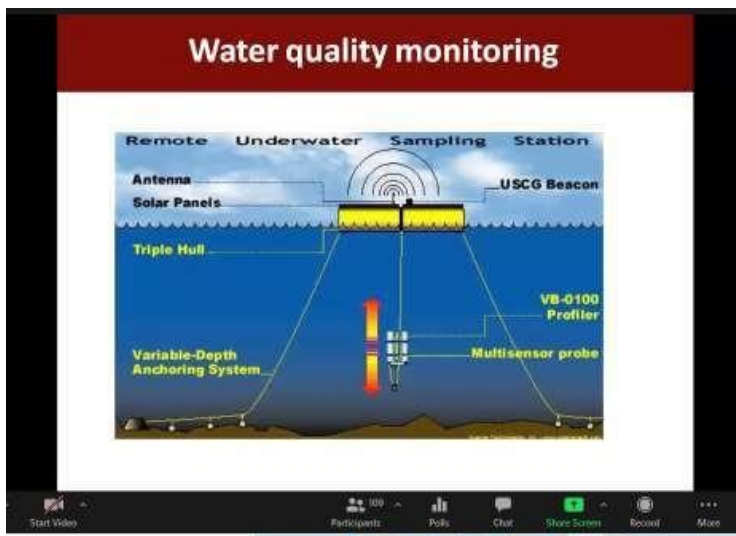 Water quality monitoring
Remote Underwater Sampling Station
Antenna
USCG Beacon
Solar Panels
Triple Hull
VB-0100
Profiler
Variable-Depth
Anchoring System
Multisensor probe
Start Video
109
Participants
Polls
Chat
Share Screen
Record
More